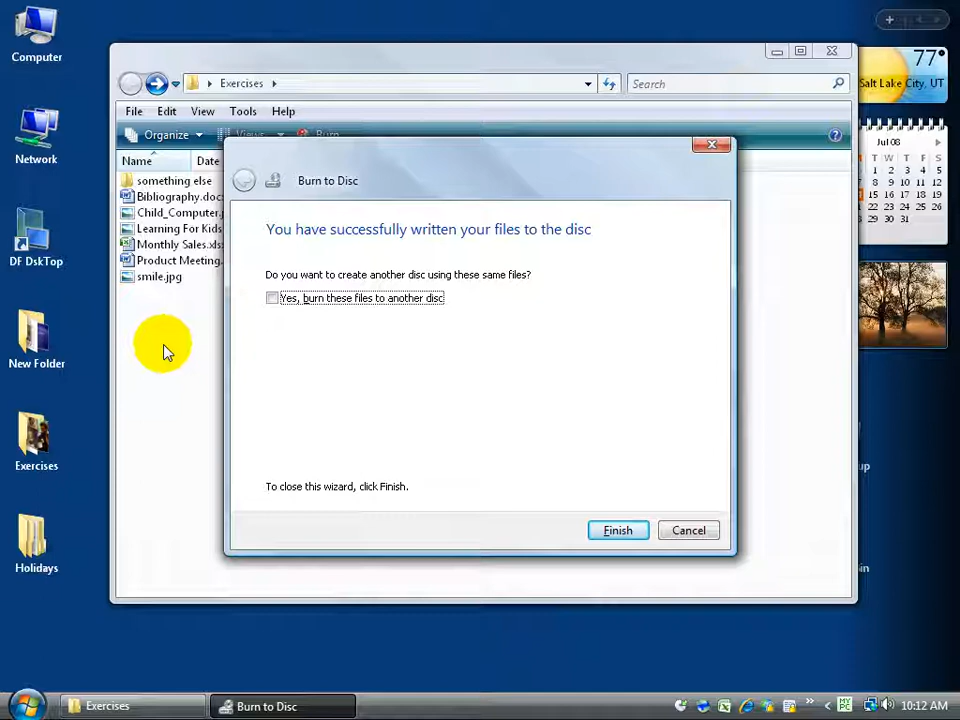 Computer
Network
DF DskTop
New Folder
Exercises
Holidays
Exercises
Search
File Edit View Tools Help
Organize Views Burn
Name Date
something else
Bibliography.docx
Child_Computer.j
Learning For Kids
Monthly Sales.xls
Product Meeting.
smile.jpg
Burn to Disc
You have successfully written your files to the disc
Do you want to create another disc using these same files?
Yes, burn these files to another disc
To close this wizard, click Finish.
Finish Cancel
77°
Salt Lake City, UT
Jul 08
T W T F S
1 2 3 4 5
8 9 10 11 12
16 17 18 19
22 23 24 25 26
29 30 31
Exercises
Burn to Disc
MY PC
10:12 AM